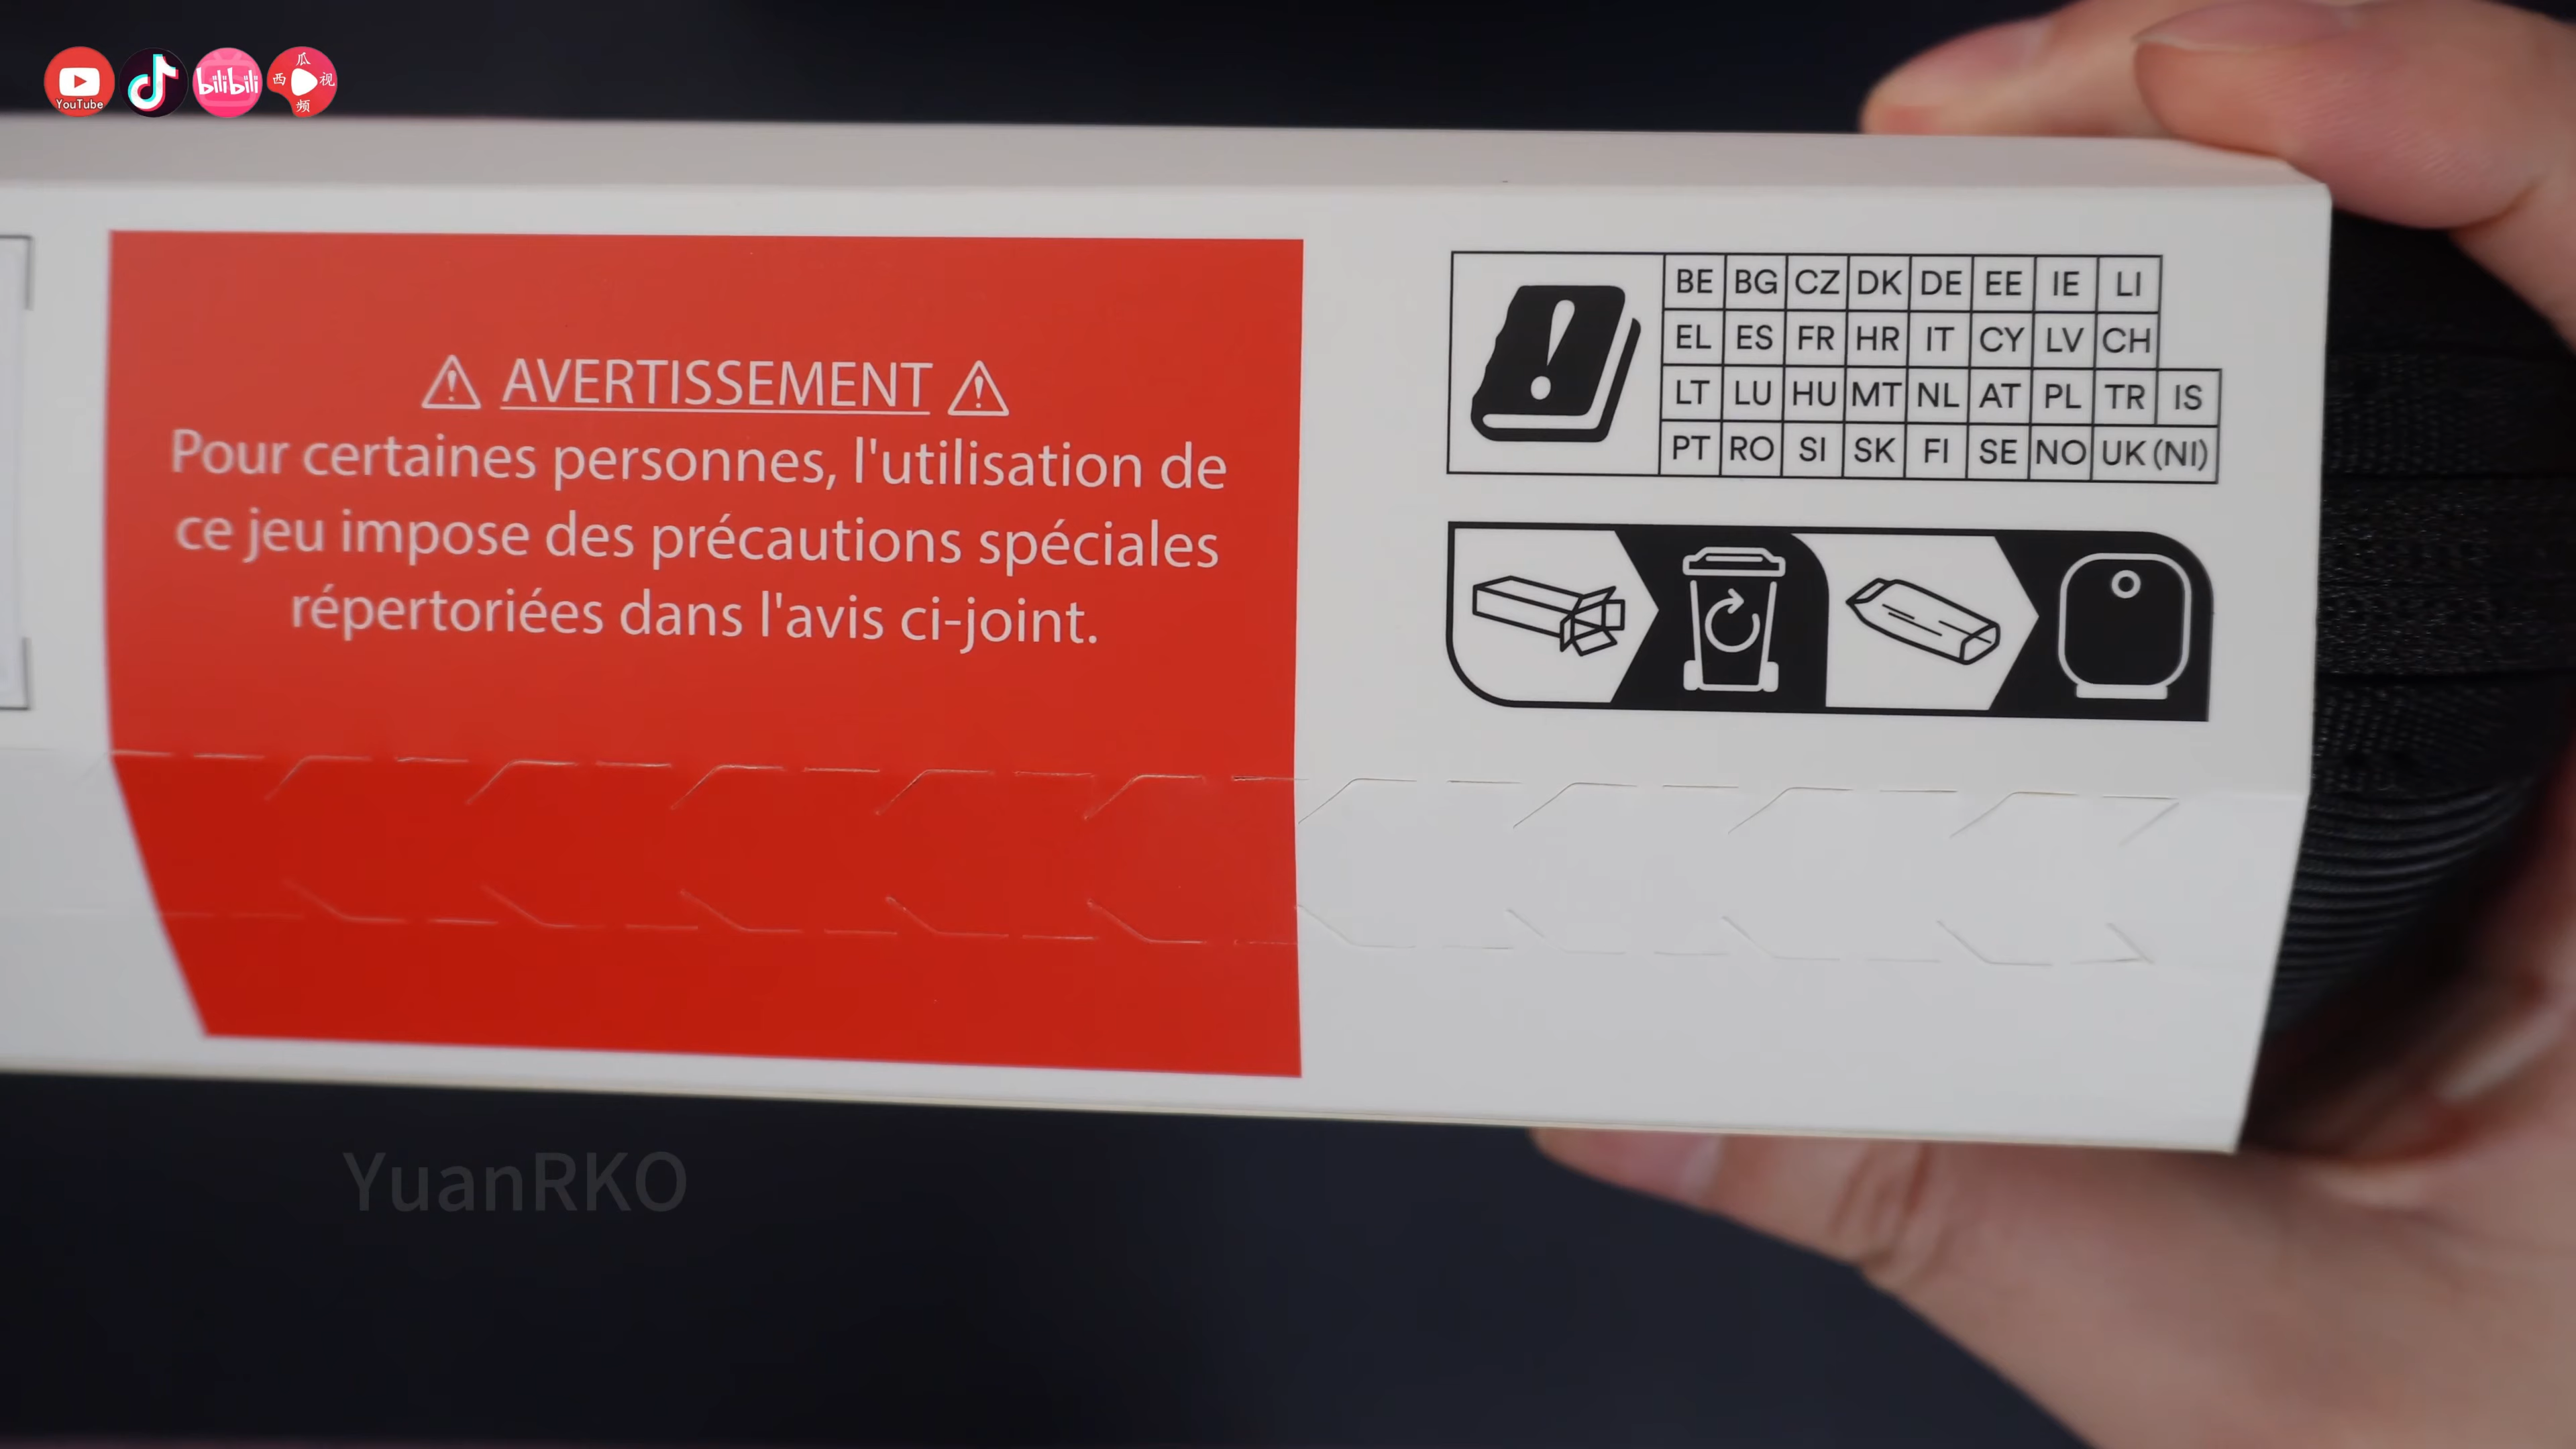 YouTube
bilibili
西瓜视频
AVERTISSEMENT
Pour certaines personnes, l'utilisation de
ce jeu impose des précautions spéciales
répertoriées dans l'avis ci-joint.
BE BG CZ DK DE EE IE LI
EL ES FR HR IT CY LV CH
LT LU HU MT NL AT PL TR IS
PT RO SI SK FI SE NO UK (NI)
YuanRKO